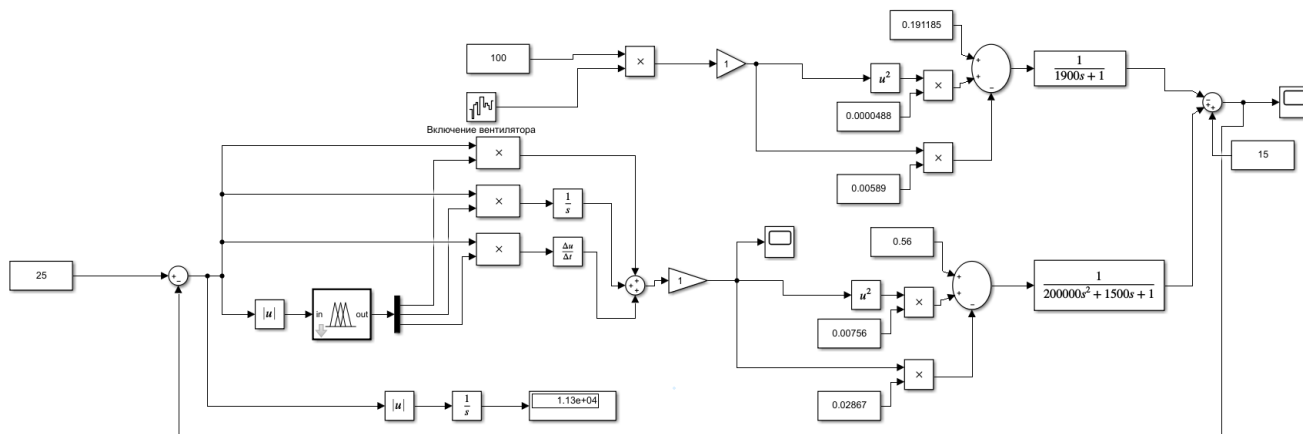 0.191185
100
×
1
u²
×
0.0000488
+
+
−
1
1900s + 1
−
+
+
Включение вентилятора
×
×
0.00589
15
×
1
s
0.56
25
+
−
×
Δu
Δt
+
+
+
1
+
+
−
1
200000s² + 1500s + 1
|u|
in
out
u²
×
0.00756
×
0.02867
|u|
1
s
1.13e+04